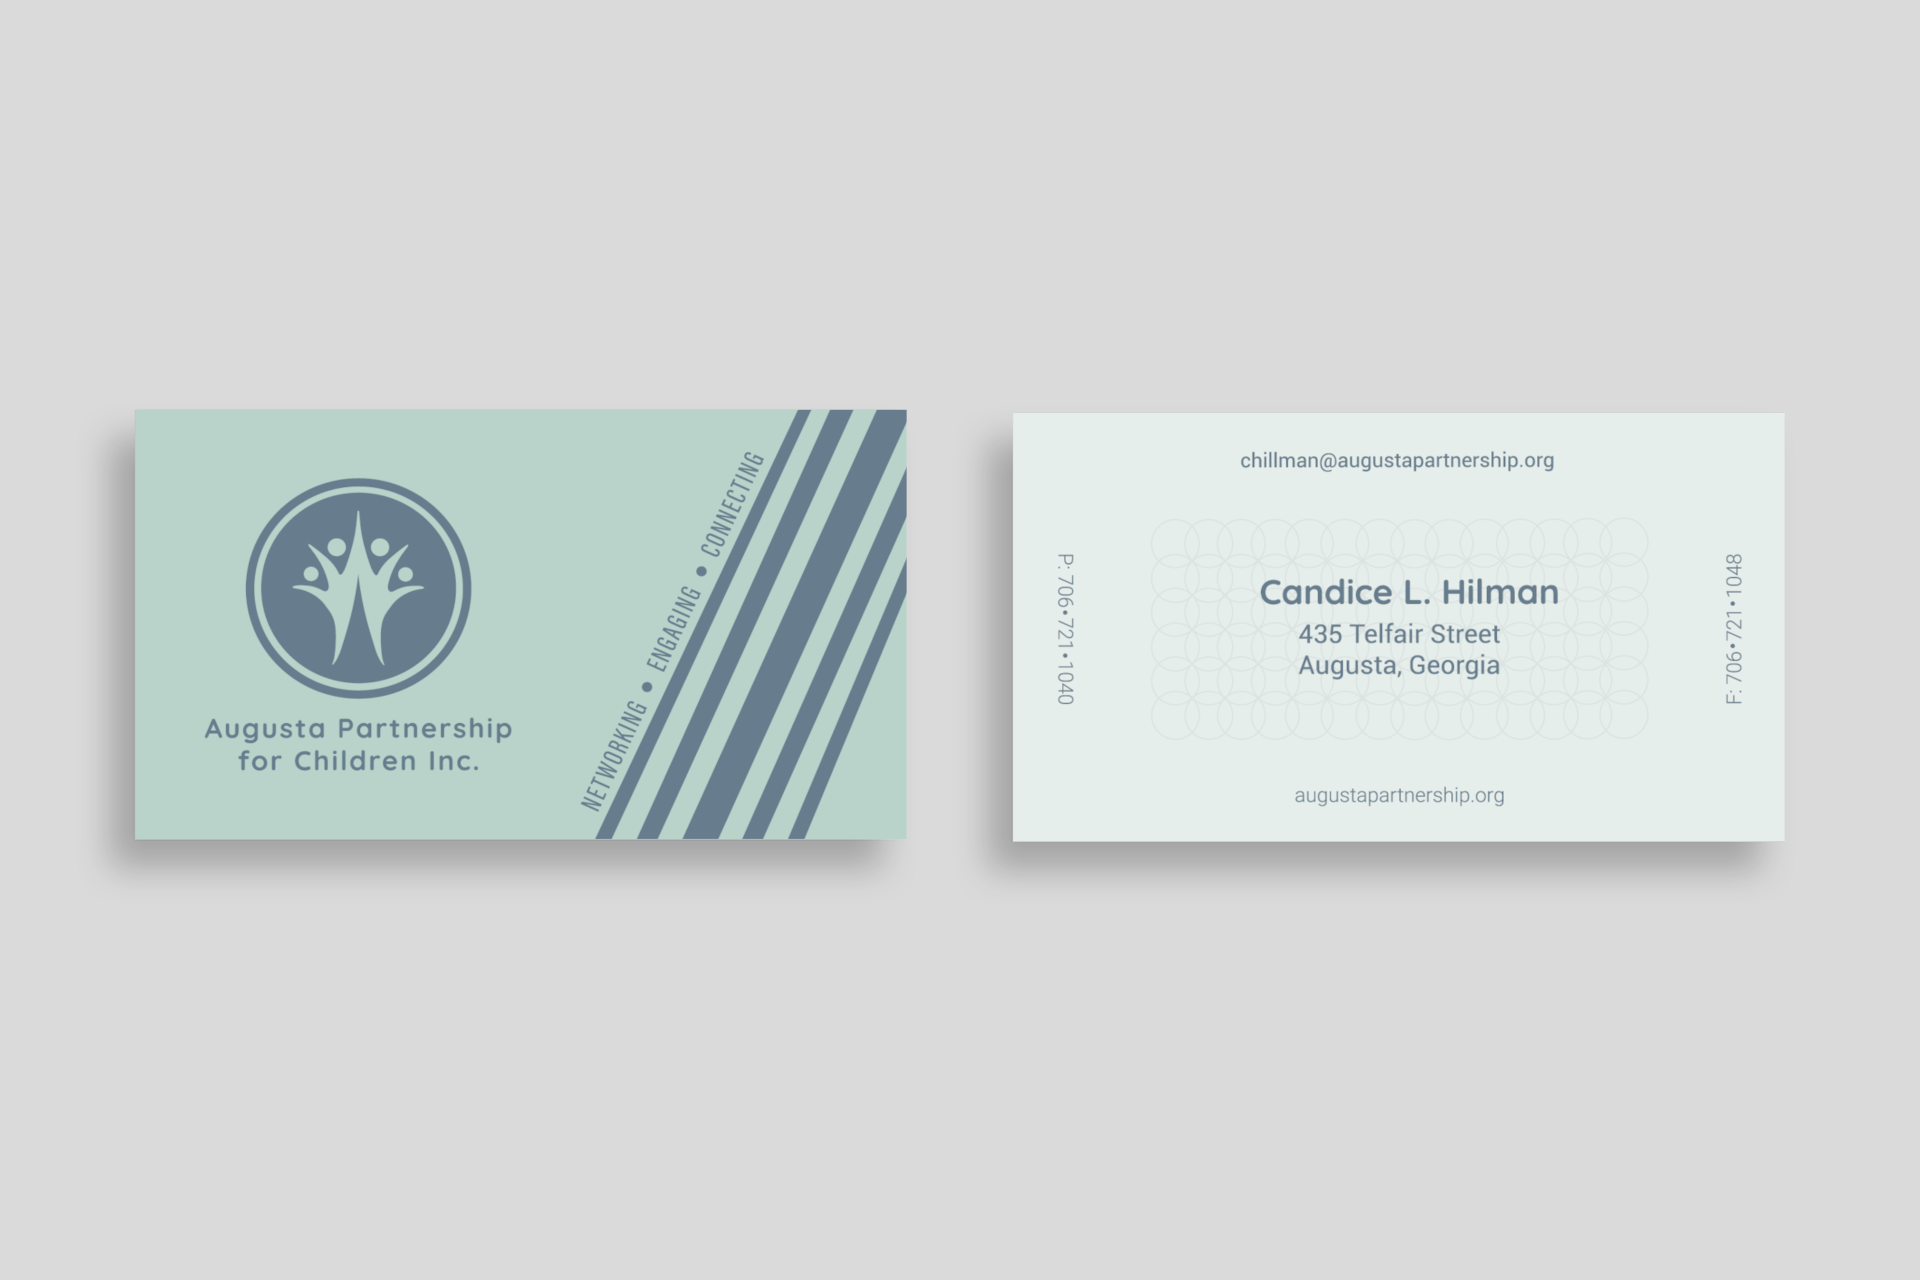 Augusta Partnership
for Children Inc.
NETWORKING • ENGAGING • CONNECTING
chillman@augustapartnership.org
P: 706•721•1040
Candice L. Hilman
435 Telfair Street
Augusta, Georgia
F: 706•721•1048
augustapartnership.org